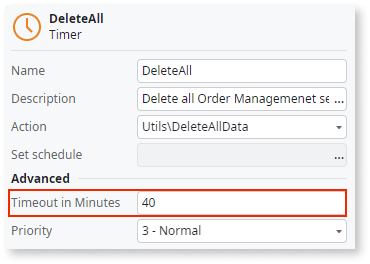 DeleteAll
Timer
Name DeleteAll
Description Delete all Order Managemenet se ...
Action Utils\DeleteAllData
Set schedule ...
Advanced
Timeout in Minutes 40
Priority 3 - Normal